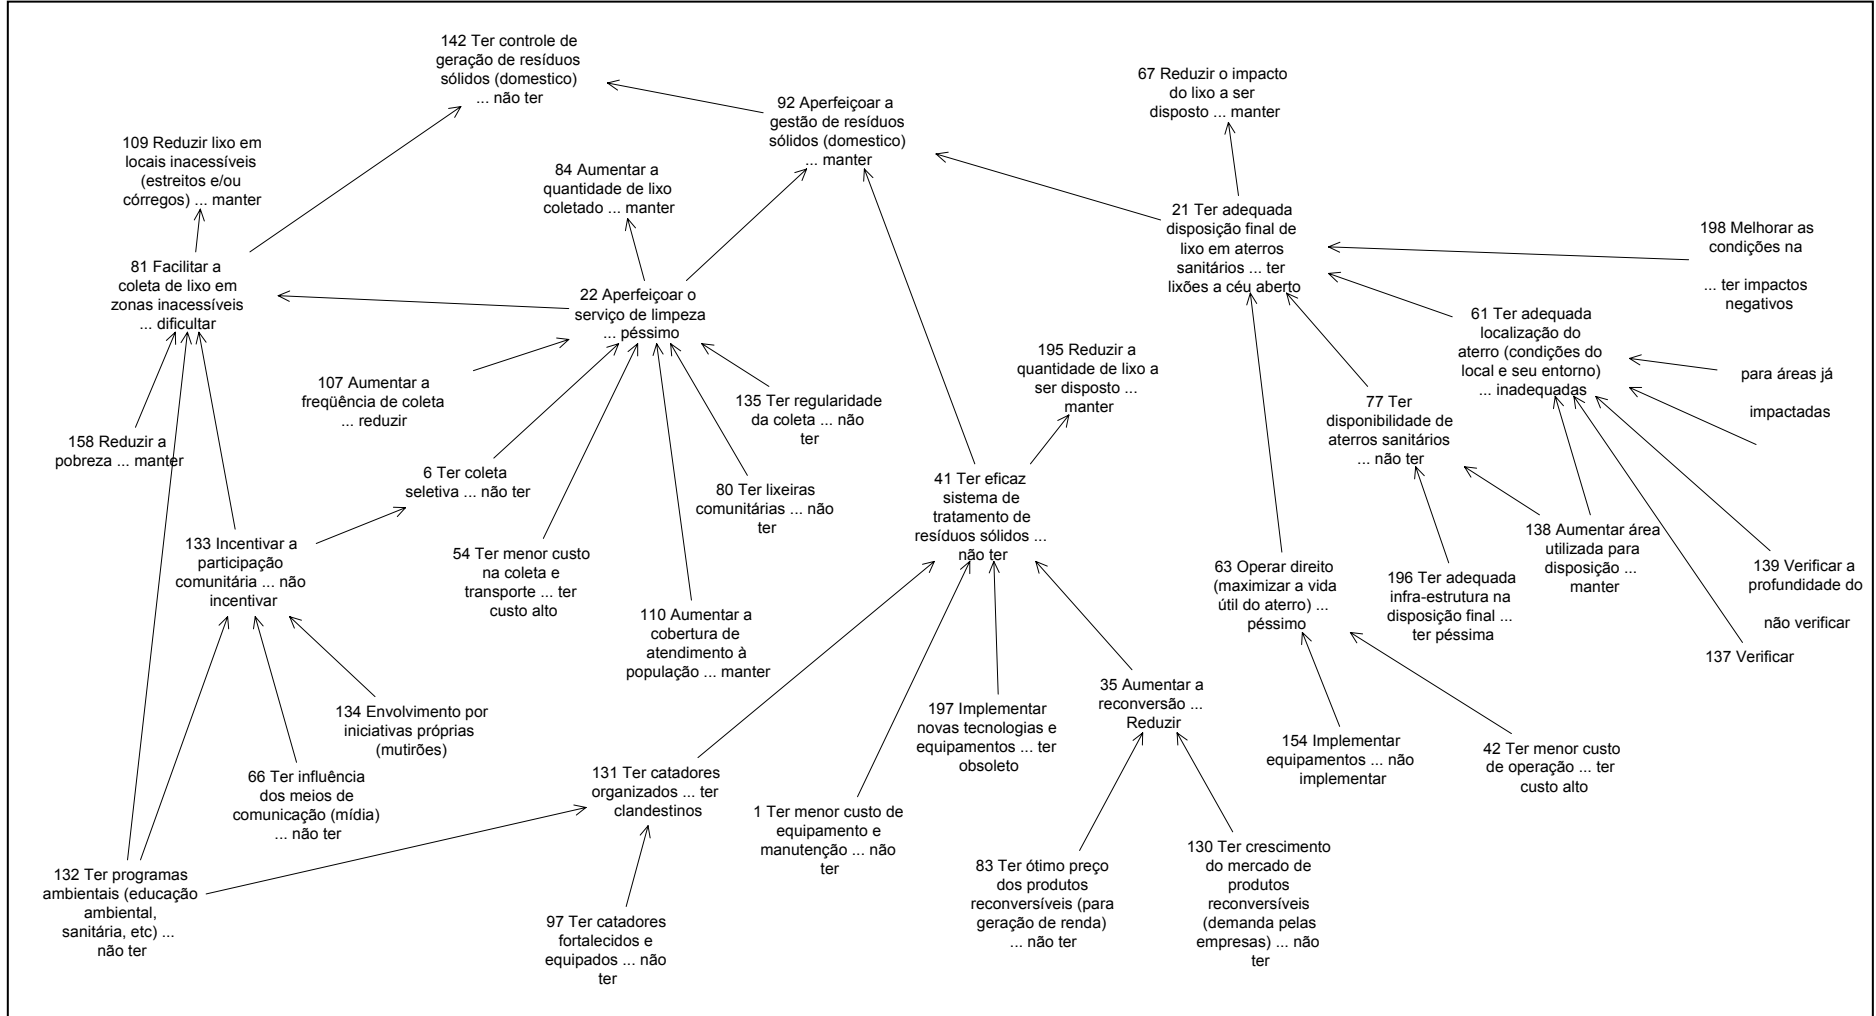 142 Ter controle de
geração de resíduos
sólidos (domestico)
... não ter
67 Reduzir o impacto
do lixo a ser
disposto ... manter
92 Aperfeiçoar a
gestão de resíduos
sólidos (domestico)
... manter
109 Reduzir lixo em
locais inacessíveis
(estreitos e/ou
córregos) ... manter
84 Aumentar a
quantidade de lixo
coletado ... manter
21 Ter adequada
disposição final de
lixo em aterros
sanitários ... ter
lixões a céu aberto
198 Melhorar as
condições na
... ter impactos
negativos
81 Facilitar a
coleta de lixo em
zonas inacessíveis
... dificultar
22 Aperfeiçoar o
serviço de limpeza
... péssimo
61 Ter adequada
localização do
aterro (condições do
local e seu entorno)
... inadequadas
195 Reduzir a
quantidade de lixo a
ser disposto ...
manter
para áreas já
impactadas
107 Aumentar a
freqüência de coleta
... reduzir
135 Ter regularidade
da coleta ... não
ter
77 Ter
disponibilidade de
aterros sanitários
... não ter
158 Reduzir a
pobreza ... manter
6 Ter coleta
seletiva ... não ter
80 Ter lixeiras
comunitárias ... não
ter
41 Ter eficaz
sistema de
tratamento de
resíduos sólidos ...
não ter
133 Incentivar a
participação
comunitária ... não
incentivar
54 Ter menor custo
na coleta e
transporte ... ter
custo alto
63 Operar direito
(maximizar a vida
útil do aterro) ...
péssimo
196 Ter adequada
infra-estrutura na
disposição final ...
ter péssima
138 Aumentar área
utilizada para
disposição ...
manter
139 Verificar a
profundidade do
não verificar
137 Verificar
110 Aumentar a
cobertura de
atendimento à
população ... manter
134 Envolvimento por
iniciativas próprias
(mutirões)
197 Implementar
novas tecnologias e
equipamentos ... ter
obsoleto
35 Aumentar a
reconversão ...
Reduzir
154 Implementar
equipamentos ... não
implementar
42 Ter menor custo
de operação ... ter
custo alto
66 Ter influência
dos meios de
comunicação (mídia)
... não ter
131 Ter catadores
organizados ... ter
clandestinos
1 Ter menor custo de
equipamento e
manutenção ... não
ter
132 Ter programas
ambientais (educação
ambiental,
sanitária, etc) ...
não ter
97 Ter catadores
fortalecidos e
equipados ... não
ter
83 Ter ótimo preço
dos produtos
reconversíveis (para
geração de renda)
... não ter
130 Ter crescimento
do mercado de
produtos
reconversíveis
(demanda pelas
empresas) ... não
ter